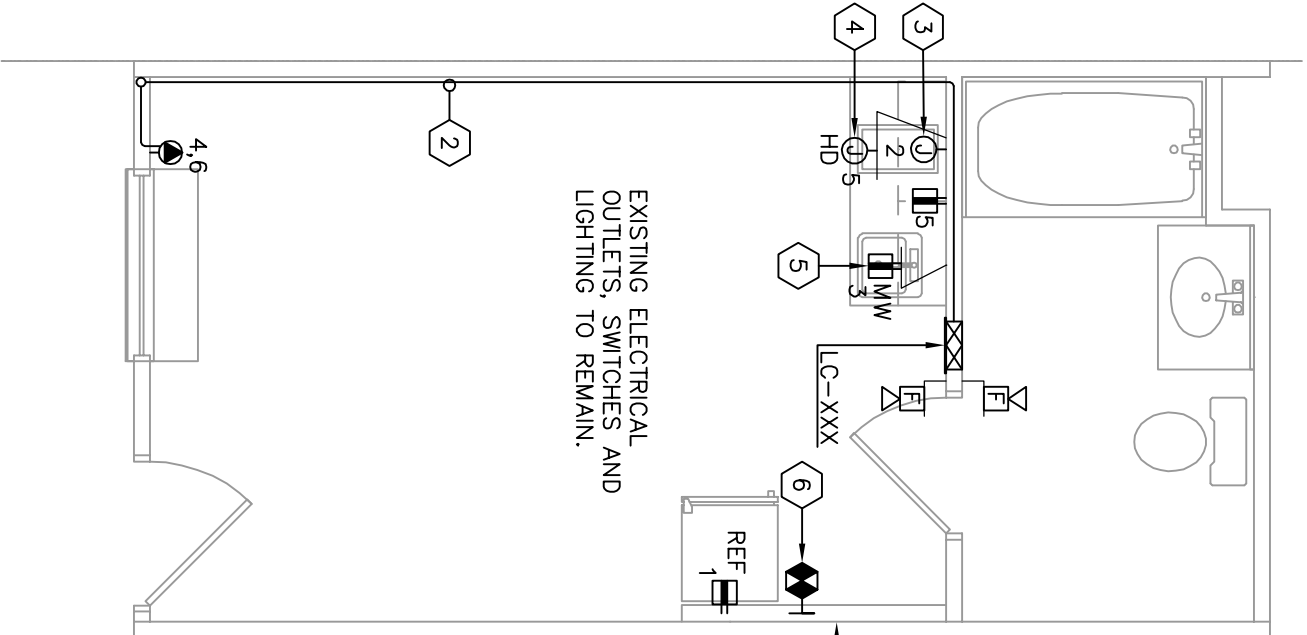 4
3
2
4,6
HD
J
J
2
5
5
5
MW
3
EXISTING ELECTRICAL
OUTLETS, SWITCHES AND
LIGHTING TO REMAIN.
LC-XXX
F
F
6
REF
1